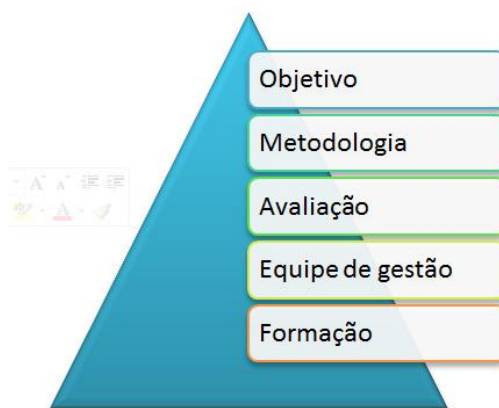 Objetivo
Metodologia
Avaliação
Equipe de gestão
Formação